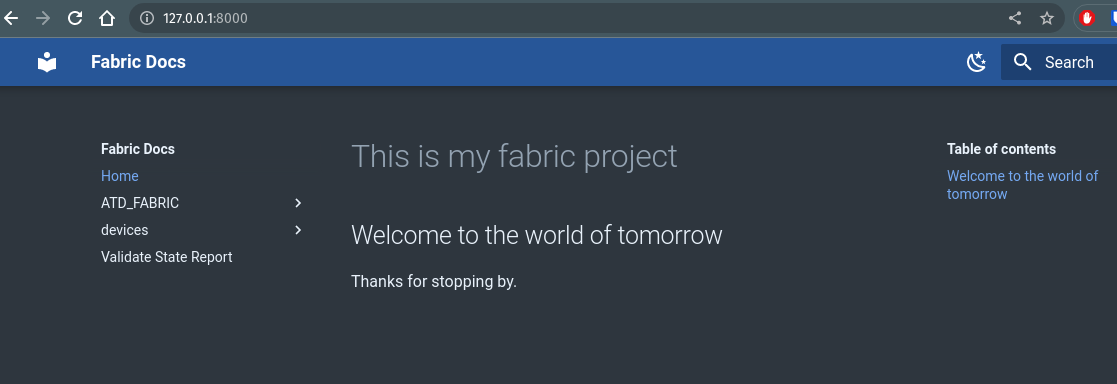 127.0.0.1:8000
Fabric Docs
Search
Fabric Docs
Home
ATD_FABRIC
devices
Validate State Report
This is my fabric project
Welcome to the world of tomorrow
Thanks for stopping by.
Table of contents
Welcome to the world of
tomorrow